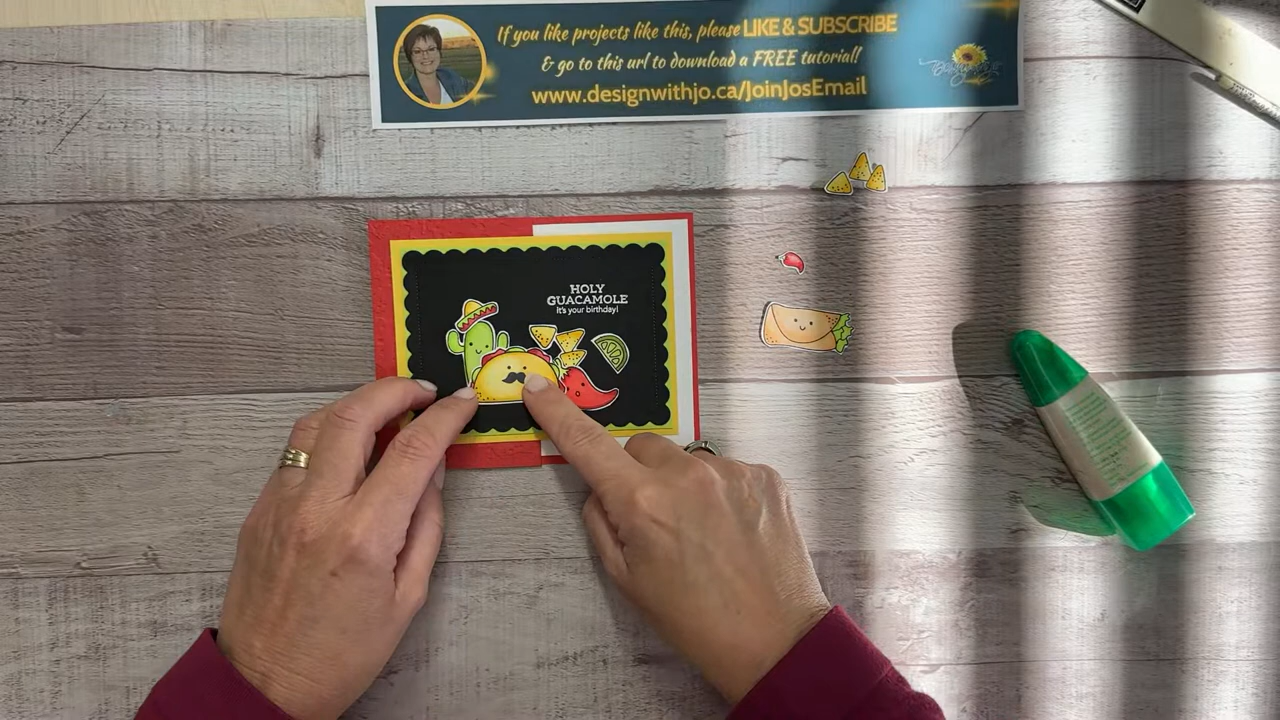 If you like projects like this, please LIKE & SUBSCRIBE
& go to this url to download a FREE tutorial!
www.designwithjo.ca/JoinJosEmail
HOLY
GUACAMOLE
it's your birthday!